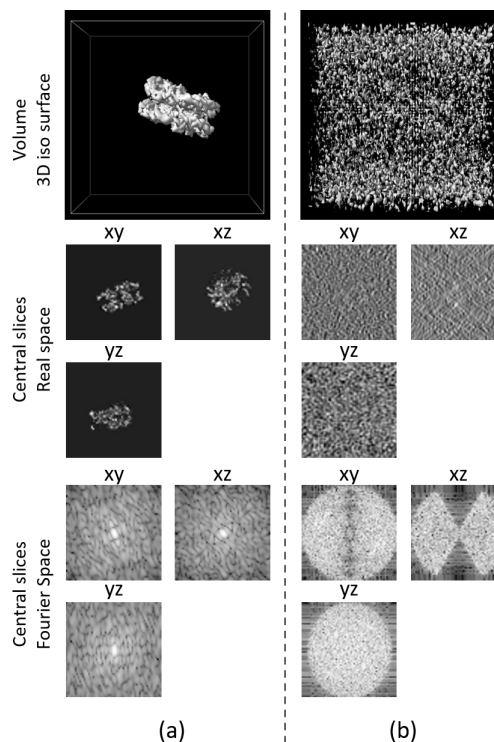 Volume
3D iso surface
xy
xz
xy
xz
Central slices
Real space
yz
yz
xy
xz
xy
xz
Central slices
Fourier Space
yz
yz
(a)
(b)